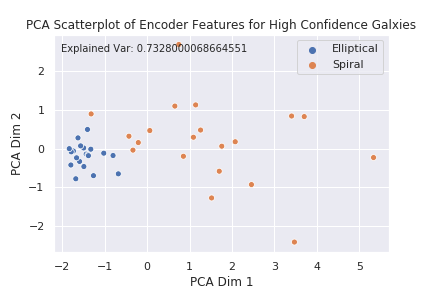 PCA Scatterplot of Encoder Features for High Confidence Galxies
Explained Var: 0.7328000068664551
Elliptical
Spiral
PCA Dim 2
2
1
0
−1
−2
−2 −1 0 1 2 3 4 5
PCA Dim 1